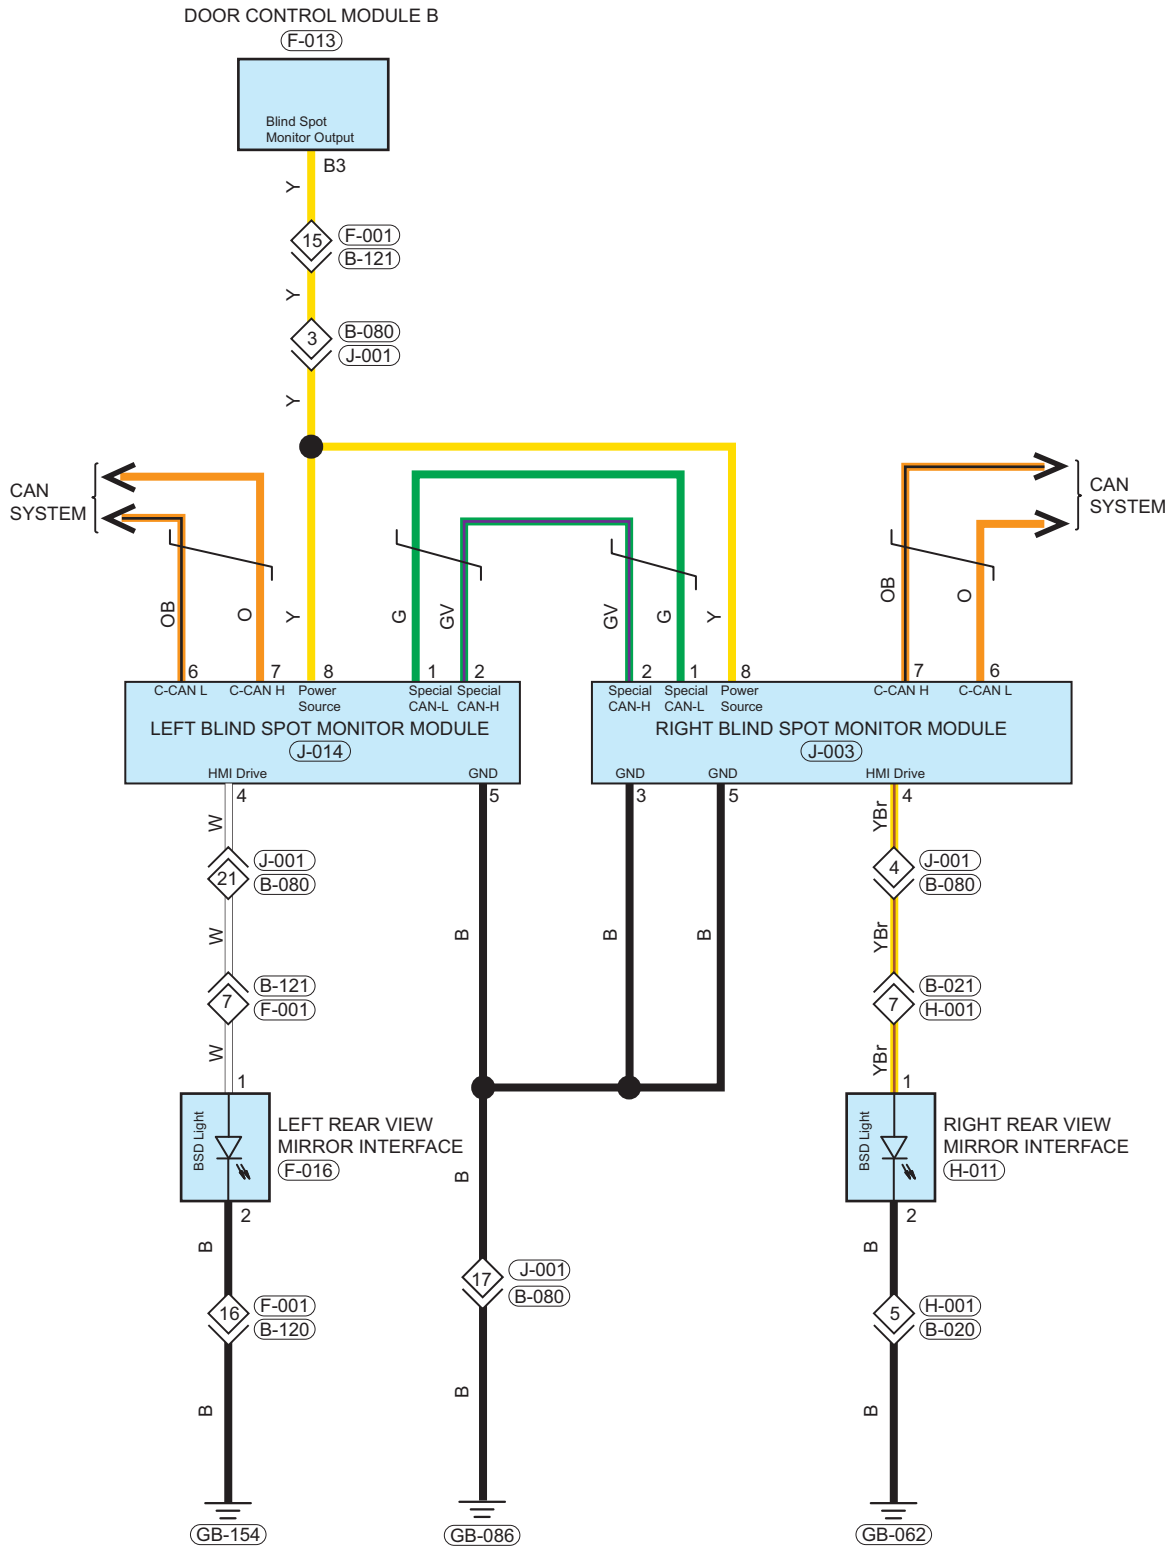 DOOR CONTROL MODULE B
F-013
Blind Spot
Monitor Output
B3
Y
15
F-001
B-121
Y
3
B-080
J-001
Y
CAN
SYSTEM
CAN
SYSTEM
OB
O
Y
G
GV
GV
G
Y
OB
O
6
7
8
1
2
2
1
8
7
6
C-CAN L
C-CAN H
Power
Source
Special
CAN-L
Special
CAN-H
Special
CAN-H
Special
CAN-L
Power
Source
C-CAN H
C-CAN L
LEFT BLIND SPOT MONITOR MODULE
J-014
RIGHT BLIND SPOT MONITOR MODULE
J-003
HMI Drive
GND
GND
GND
HMI Drive
4
5
3
5
4
W
YBr
21
J-001
B-080
4
J-001
B-080
W
B
B
B
YBr
7
B-121
F-001
7
B-021
H-001
W
YBr
1
1
BSD Light
LEFT REAR VIEW
MIRROR INTERFACE
F-016
BSD Light
RIGHT REAR VIEW
MIRROR INTERFACE
H-011
B
2
2
B
B
17
J-001
B-080
16
F-001
B-120
5
H-001
B-020
B
B
B
GB-154
GB-086
GB-062